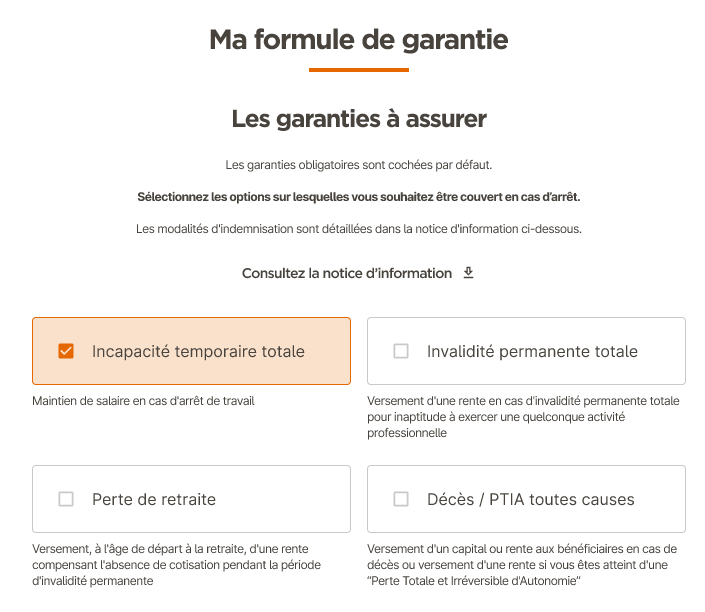 Ma formule de garantie
Les garanties à assurer
Les garanties obligatoires sont cochées par défaut.
Sélectionnez les options sur lesquelles vous souhaitez être couvert en cas d'arrêt.
Les modalités d'indemnisation sont détaillées dans la notice d'information ci-dessous.
Consultez la notice d'information
Incapacité temporaire totale
Maintien de salaire en cas d'arrêt de travail
Invalidité permanente totale
Versement d'une rente en cas d'invalidité permanente totale
pour inaptitude à exercer une quelconque activité
professionnelle
Perte de retraite
Versement, à l'âge de départ à la retraite, d'une rente
compensant l'absence de cotisation pendant la période
d'invalidité permanente
Décès / PTIA toutes causes
Versement d'un capital ou rente aux bénéficiaires en cas de
décès ou versement d'une rente si vous êtes atteint d'une
"Perte Totale et Irréversible d'Autonomie"